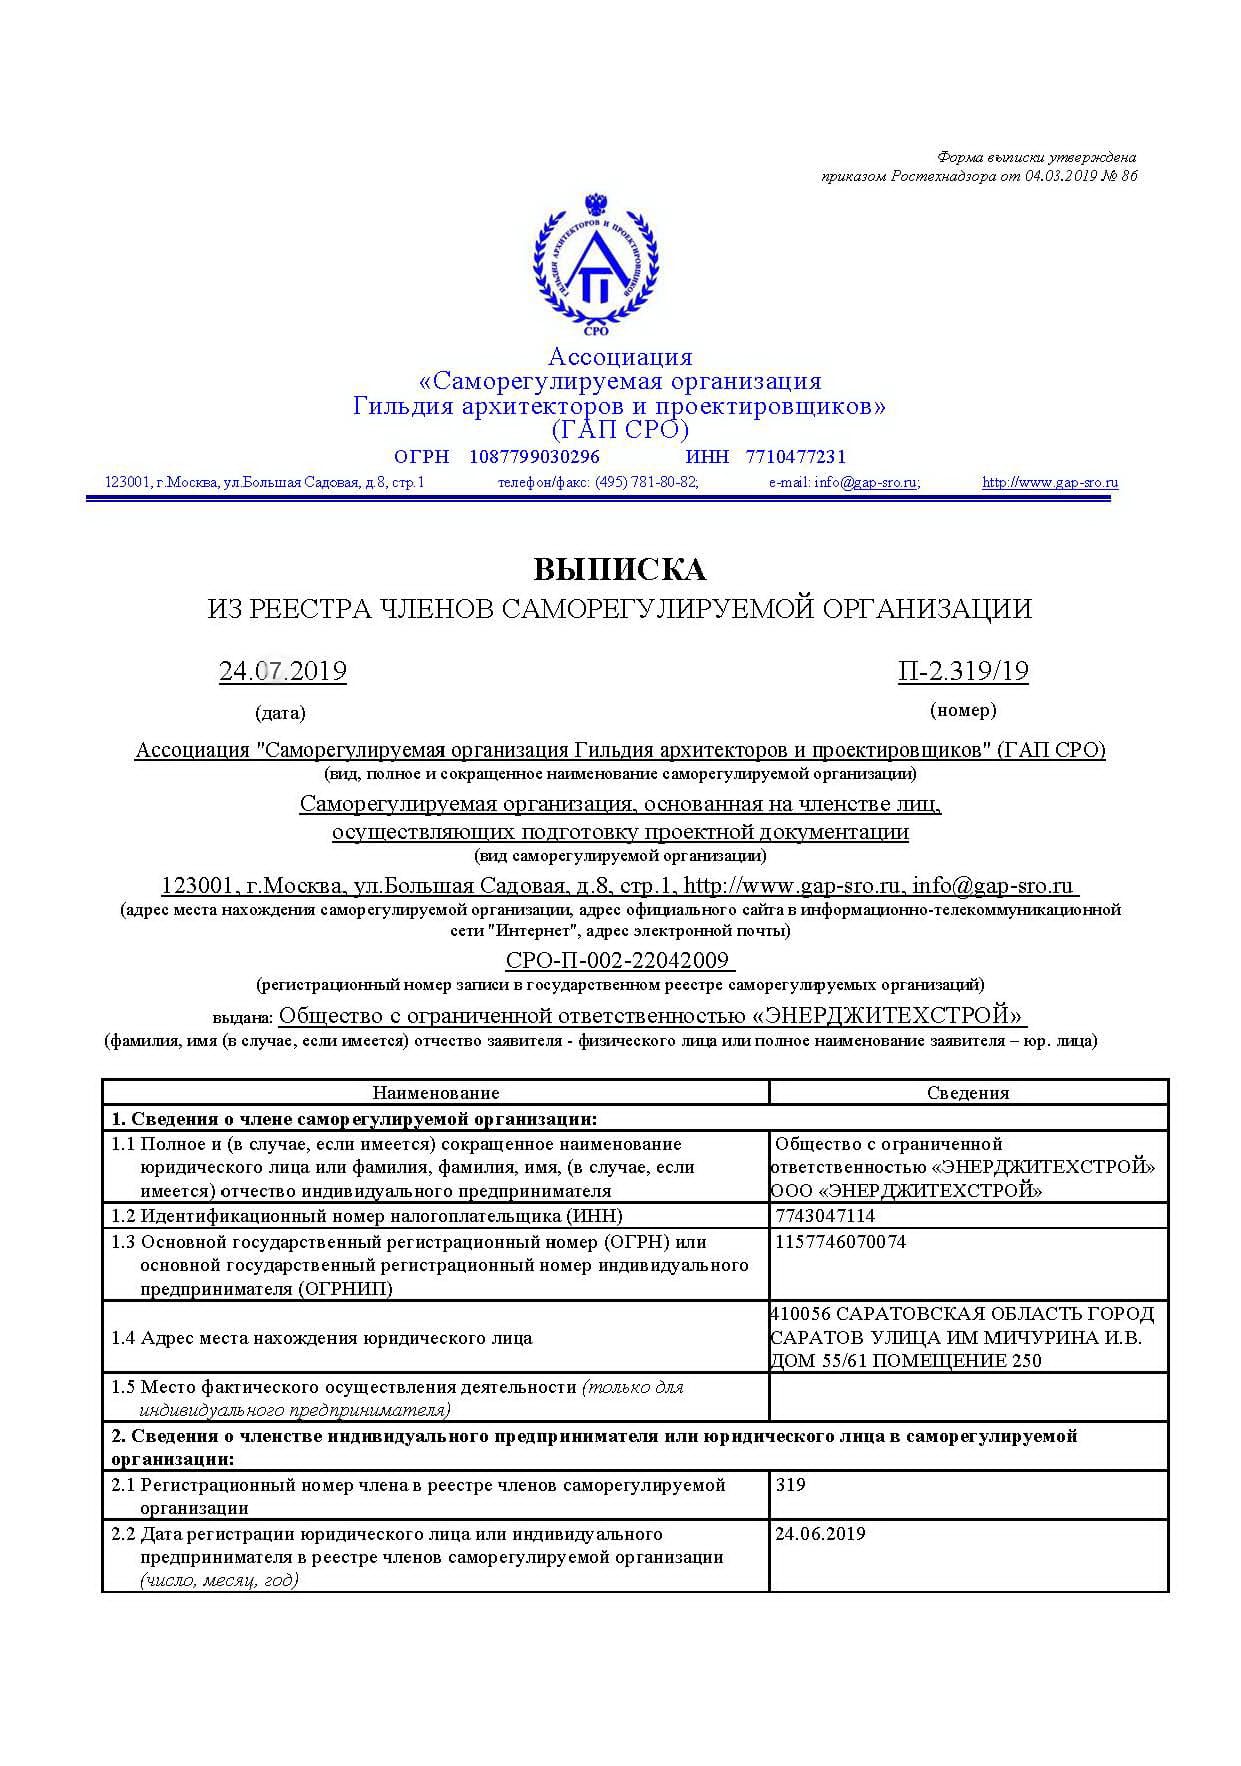 Форма выписки утверждена
приказом Ростехнадзора от 04.03.2019 № 86
ГИЛЬДИЯ АРХИТЕКТОРОВ И ПРОЕКТИРОВЩИКОВ
АП
СРО
Ассоциация
«Саморегулируемая организация
Гильдия архитекторов и проектировщиков»
(ГАП СРО)
ОГРН 1087799030296 ИНН 7710477231
123001, г.Москва, ул.Большая Садовая, д.8, стр.1 телефон/факс: (495) 781-80-82; e-mail: info@gap-sro.ru; http://www.gap-sro.ru
ВЫПИСКА
ИЗ РЕЕСТРА ЧЛЕНОВ САМОРЕГУЛИРУЕМОЙ ОРГАНИЗАЦИИ
24.07.2019 П-2.319/19
(дата) (номер)
Ассоциация "Саморегулируемая организация Гильдия архитекторов и проектировщиков" (ГАП СРО)
(вид, полное и сокращенное наименование саморегулируемой организации)
Саморегулируемая организация, основанная на членстве лиц,
осуществляющих подготовку проектной документации
(вид саморегулируемой организации)
123001, г.Москва, ул.Большая Садовая, д.8, стр.1, http://www.gap-sro.ru, info@gap-sro.ru
(адрес места нахождения саморегулируемой организации, адрес официального сайта в информационно-телекоммуникационной
сети "Интернет", адрес электронной почты)
СРО-П-002-22042009
(регистрационный номер записи в государственном реестре саморегулируемых организаций)
выдана: Общество с ограниченной ответственностью «ЭНЕРДЖИТЕХСТРОЙ»
(фамилия, имя (в случае, если имеется) отчество заявителя - физического лица или полное наименование заявителя – юр. лица)
Наименование Сведения
1. Сведения о члене саморегулируемой организации:
1.1 Полное и (в случае, если имеется) сокращенное наименование
юридического лица или фамилия, фамилия, имя, (в случае, если
имеется) отчество индивидуального предпринимателя
Общество с ограниченной
ответственностью «ЭНЕРДЖИТЕХСТРОЙ»
ООО «ЭНЕРДЖИТЕХСТРОЙ»
1.2 Идентификационный номер налогоплательщика (ИНН) 7743047114
1.3 Основной государственный регистрационный номер (ОГРН) или
основной государственный регистрационный номер индивидуального
предпринимателя (ОГРНИП)
1157746070074
1.4 Адрес места нахождения юридического лица
410056 САРАТОВСКАЯ ОБЛАСТЬ ГОРОД
САРАТОВ УЛИЦА ИМ МИЧУРИНА И.В.
ДОМ 55/61 ПОМЕЩЕНИЕ 250
1.5 Место фактического осуществления деятельности (только для
индивидуального предпринимателя)
2. Сведения о членстве индивидуального предпринимателя или юридического лица в саморегулируемой
организации:
2.1 Регистрационный номер члена в реестре членов саморегулируемой
организации
319
2.2 Дата регистрации юридического лица или индивидуального
предпринимателя в реестре членов саморегулируемой организации
(число, месяц, год)
24.06.2019